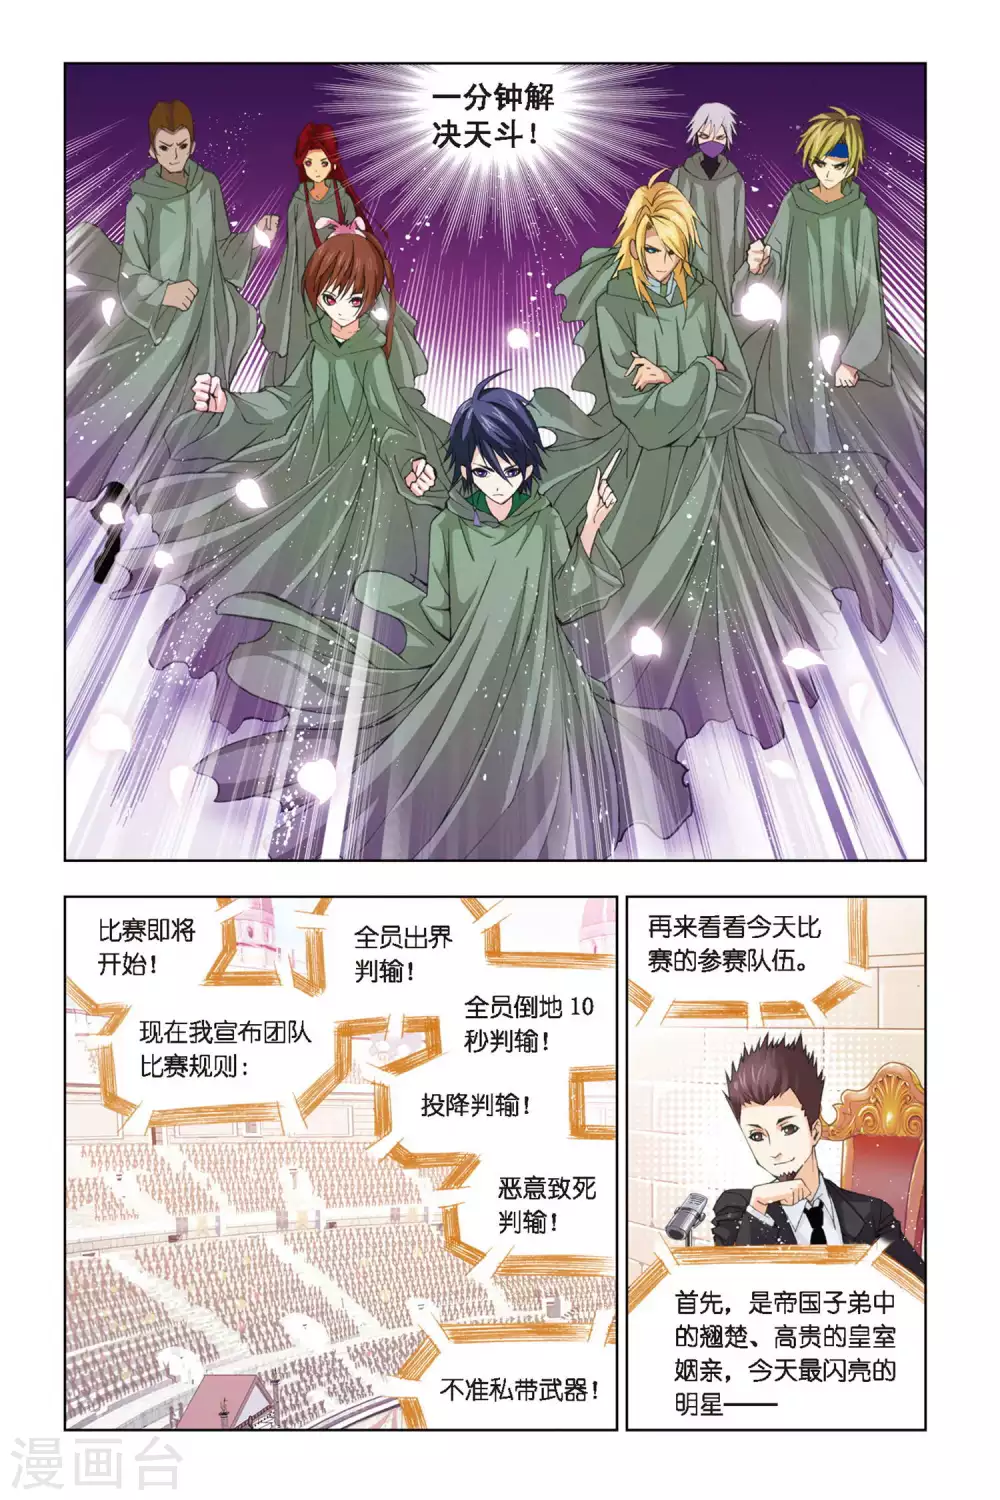 一分钟解
决天斗！
比赛即将
开始！
现在我宣布团队
比赛规则：
全员出界
判输！
全员倒地 10
秒判输！
投降判输！
恶意致死
判输！
不准私带武器！
再来看看今天比
赛的参赛队伍。
首先，是帝国子弟中
的翘楚、高贵的皇室
姻亲，今天最闪亮的
明星——
漫画台